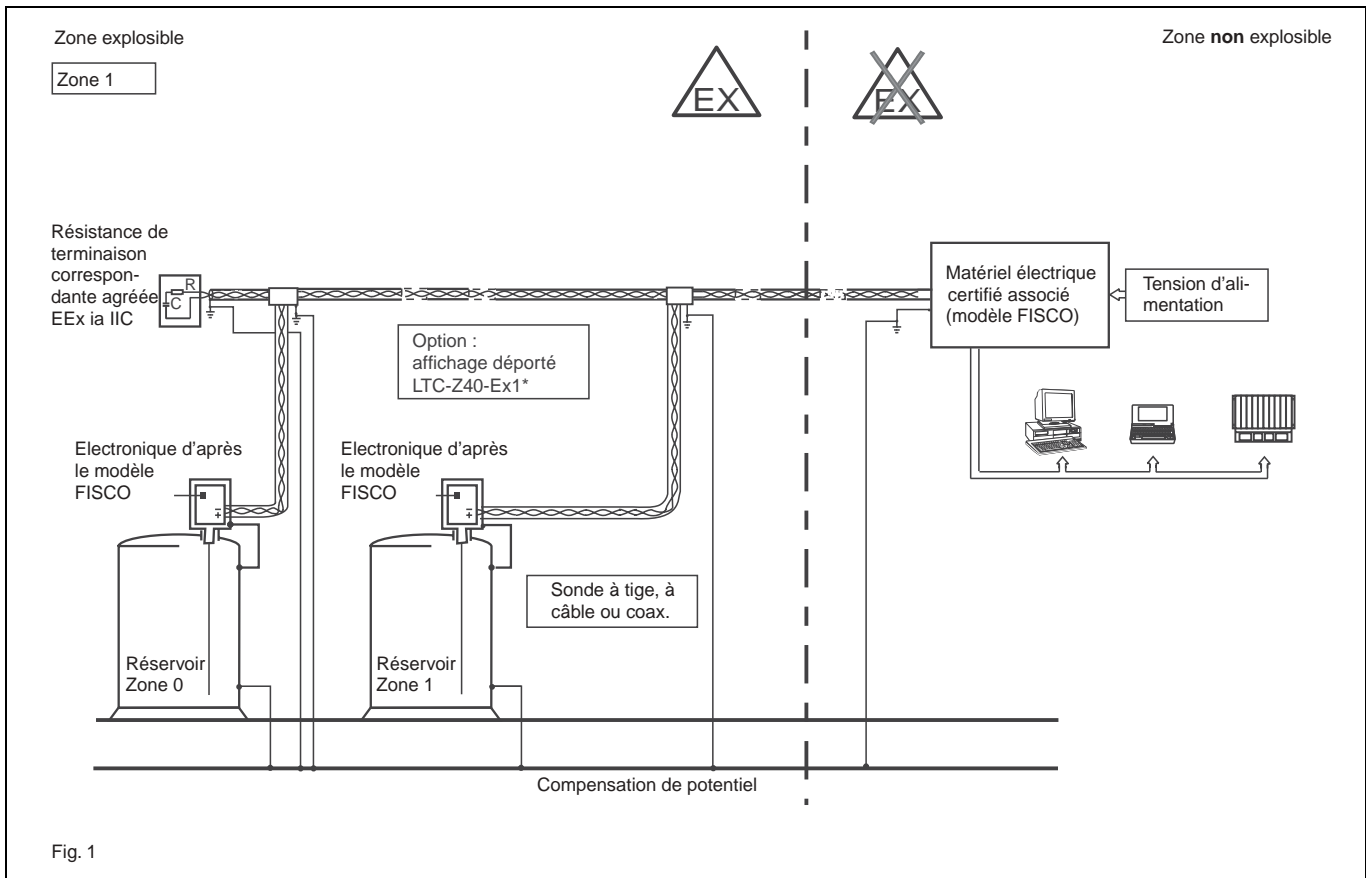 Zone explosible
Zone non explosible
Zone 1
EX
EX
Résistance de
terminaison
correspon-
dante agréée
EEx ia IIC
R
C
Matériel électrique
certifié associé
(modèle FISCO)
Tension d'ali-
mentation
Option :
affichage déporté
LTC-Z40-Ex1*
Electronique d'après
le modèle
FISCO
Electronique d'après
le modèle
FISCO
–
+
–
+
Sonde à tige, à
câble ou coax.
Réservoir
Zone 0
Réservoir
Zone 1
Compensation de potentiel
Fig. 1